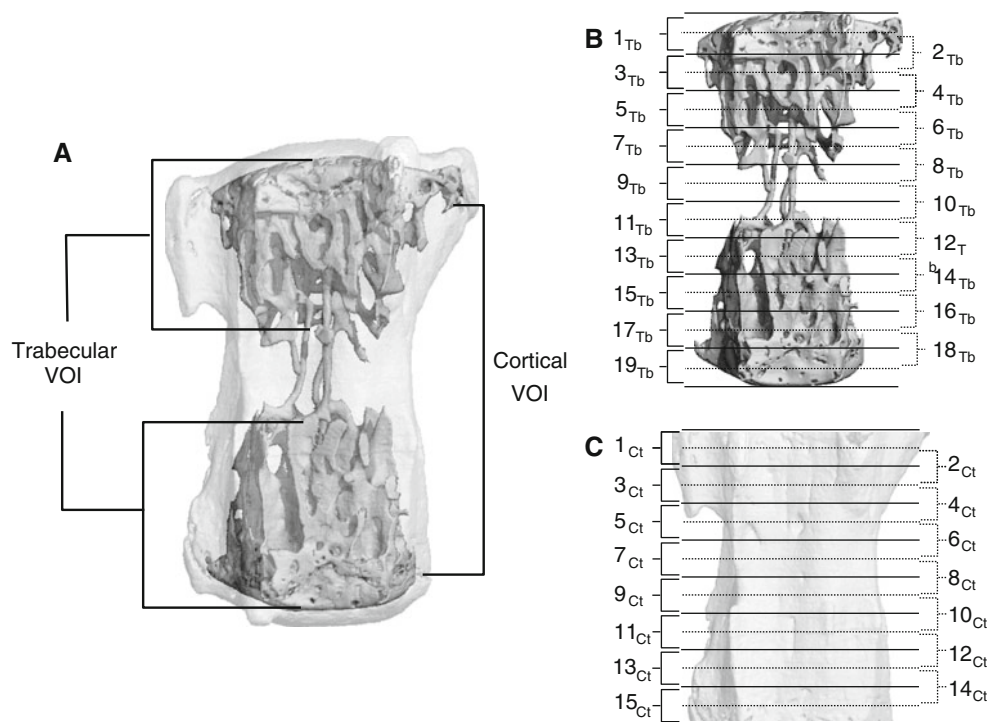 A
Trabecular
VOI
Cortical
VOI
B
1Tb
2Tb
3Tb
4Tb
5Tb
6Tb
7Tb
8Tb
9Tb
10Tb
11Tb
12T
b
13Tb
14Tb
15Tb
16Tb
17Tb
18Tb
19Tb
C
1Ct
2Ct
3Ct
4Ct
5Ct
6Ct
7Ct
8Ct
9Ct
10Ct
11Ct
12Ct
13Ct
14Ct
15Ct